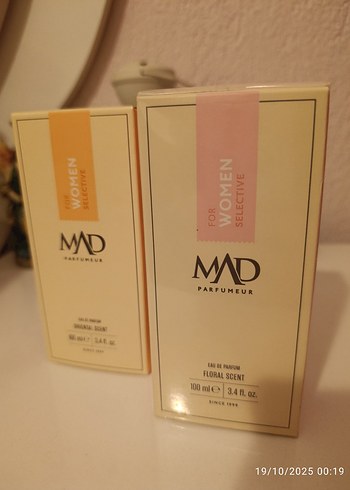 FOR
WOMEN
SELECTIVE
MAD
PARFUMEUR
EAU DE PARFUM
ORIENTAL SCENT
100 ml e 3.4 fl. oz.
SINCE 1999
FOR
WOMEN
SELECTIVE
MAD
PARFUMEUR
EAU DE PARFUM
FLORAL SCENT
100 ml e 3.4 fl. oz.
SINCE 1999
19/10/2025 00:19